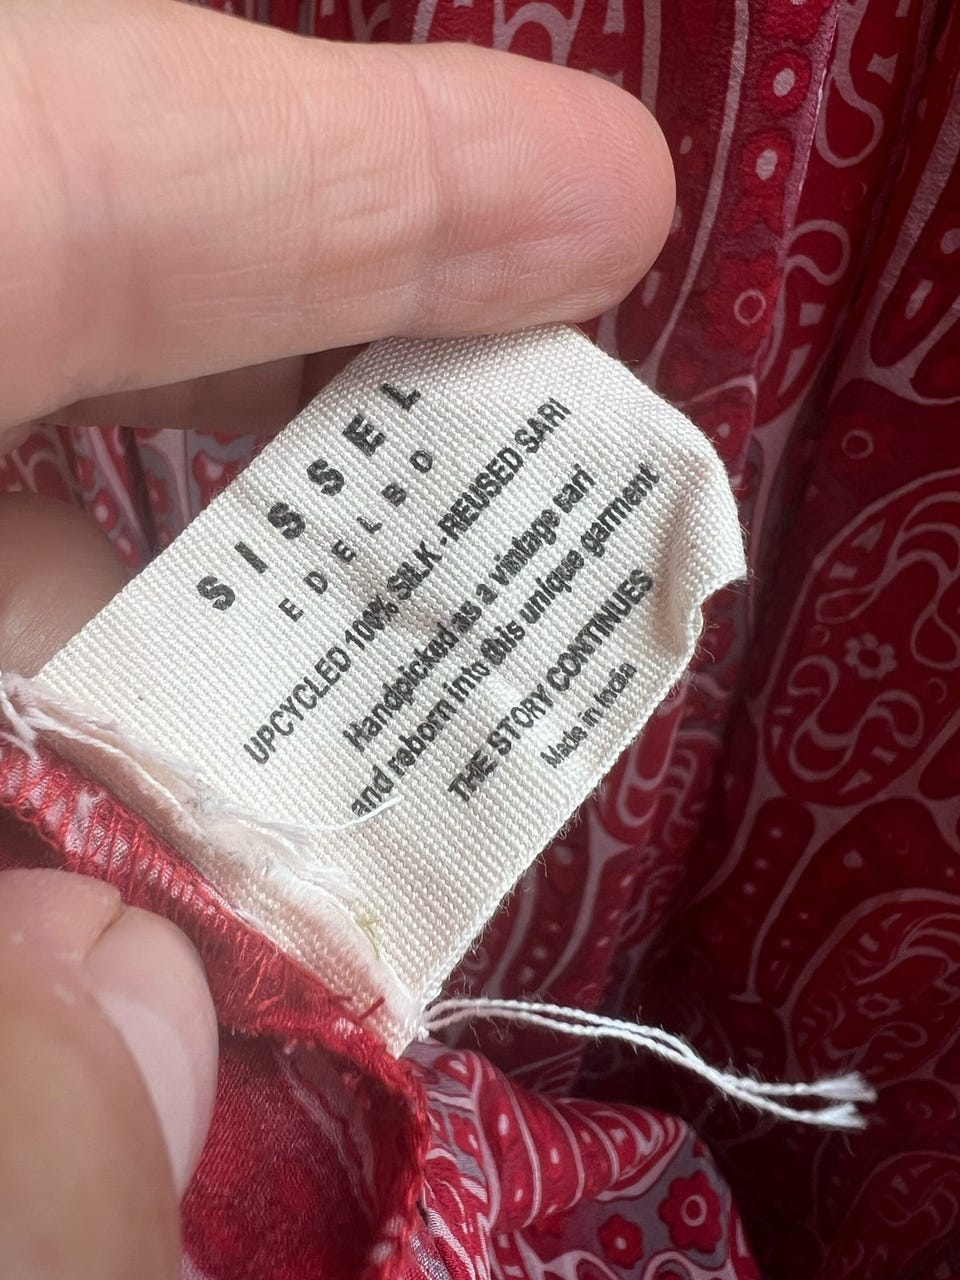 SISSEL
EDELBO
UPCYCLED 100% SILK - REUSED SARI
Handpicked as a vintage sari
and reborn into this unique garment
THE STORY CONTINUES
Made in India